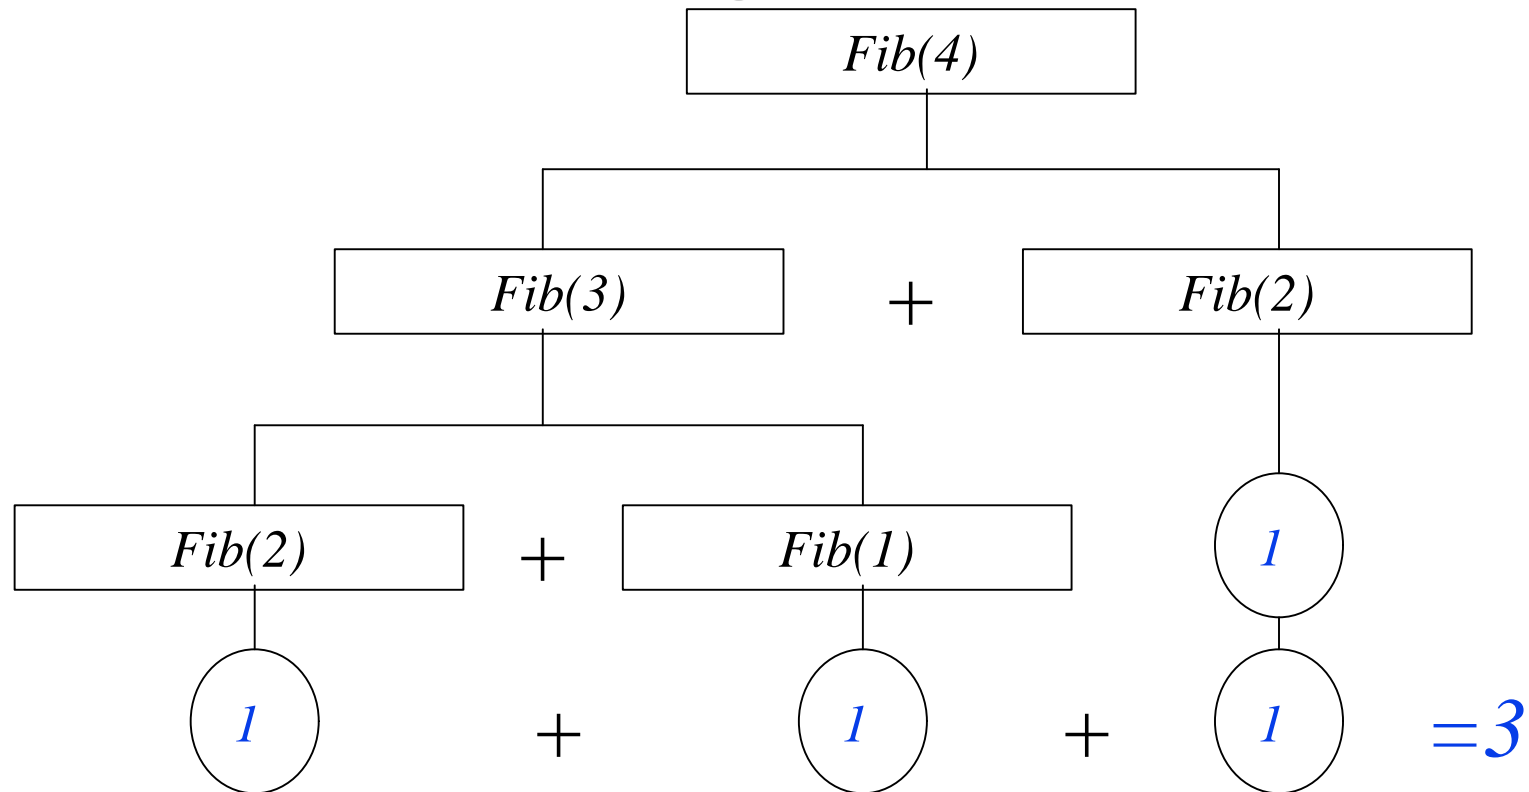 Fib(4)
Fib(3) + Fib(2)
Fib(2) + Fib(1) 1
1 + 1 + 1 =3